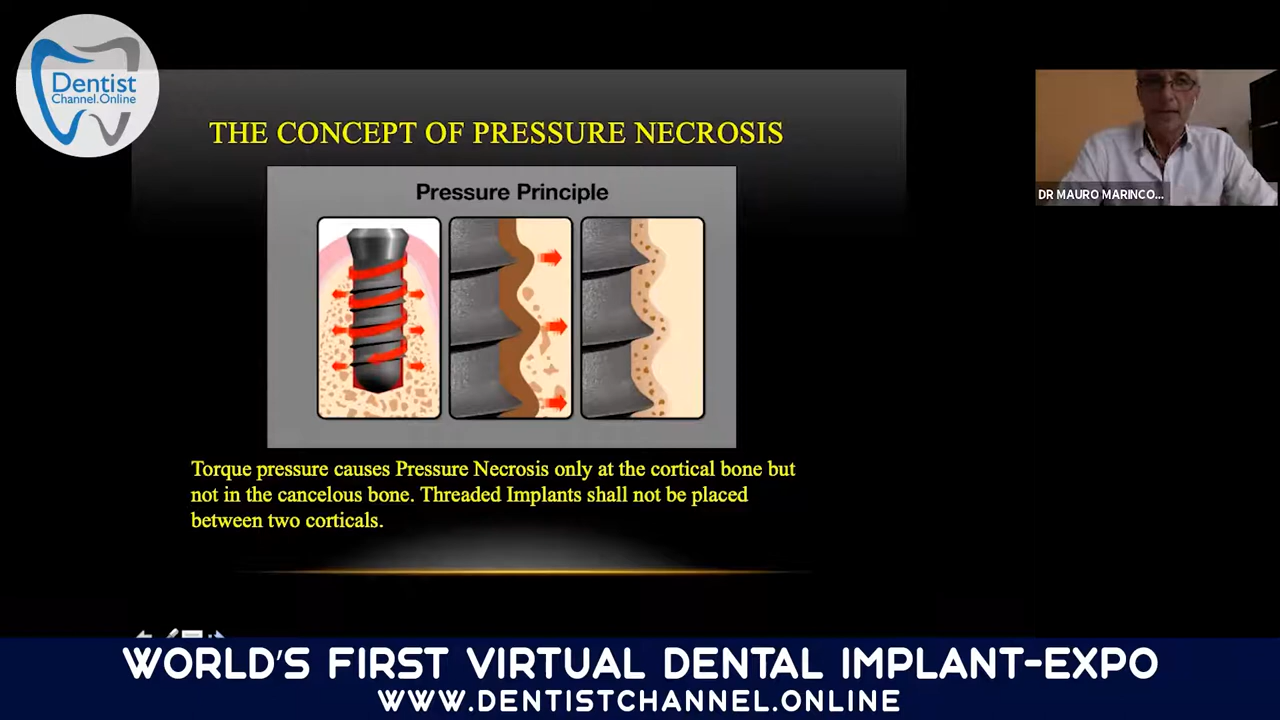 Dentist
Channel.Online
THE CONCEPT OF PRESSURE NECROSIS
Pressure Principle
DR MAURO MARINCO...
Torque pressure causes Pressure Necrosis only at the cortical bone but
not in the cancelous bone. Threaded Implants shall not be placed
between two corticals.
WORLD'S FIRST VIRTUAL DENTAL IMPLANT-EXPO
WWW.DENTISTCHANNEL.ONLINE